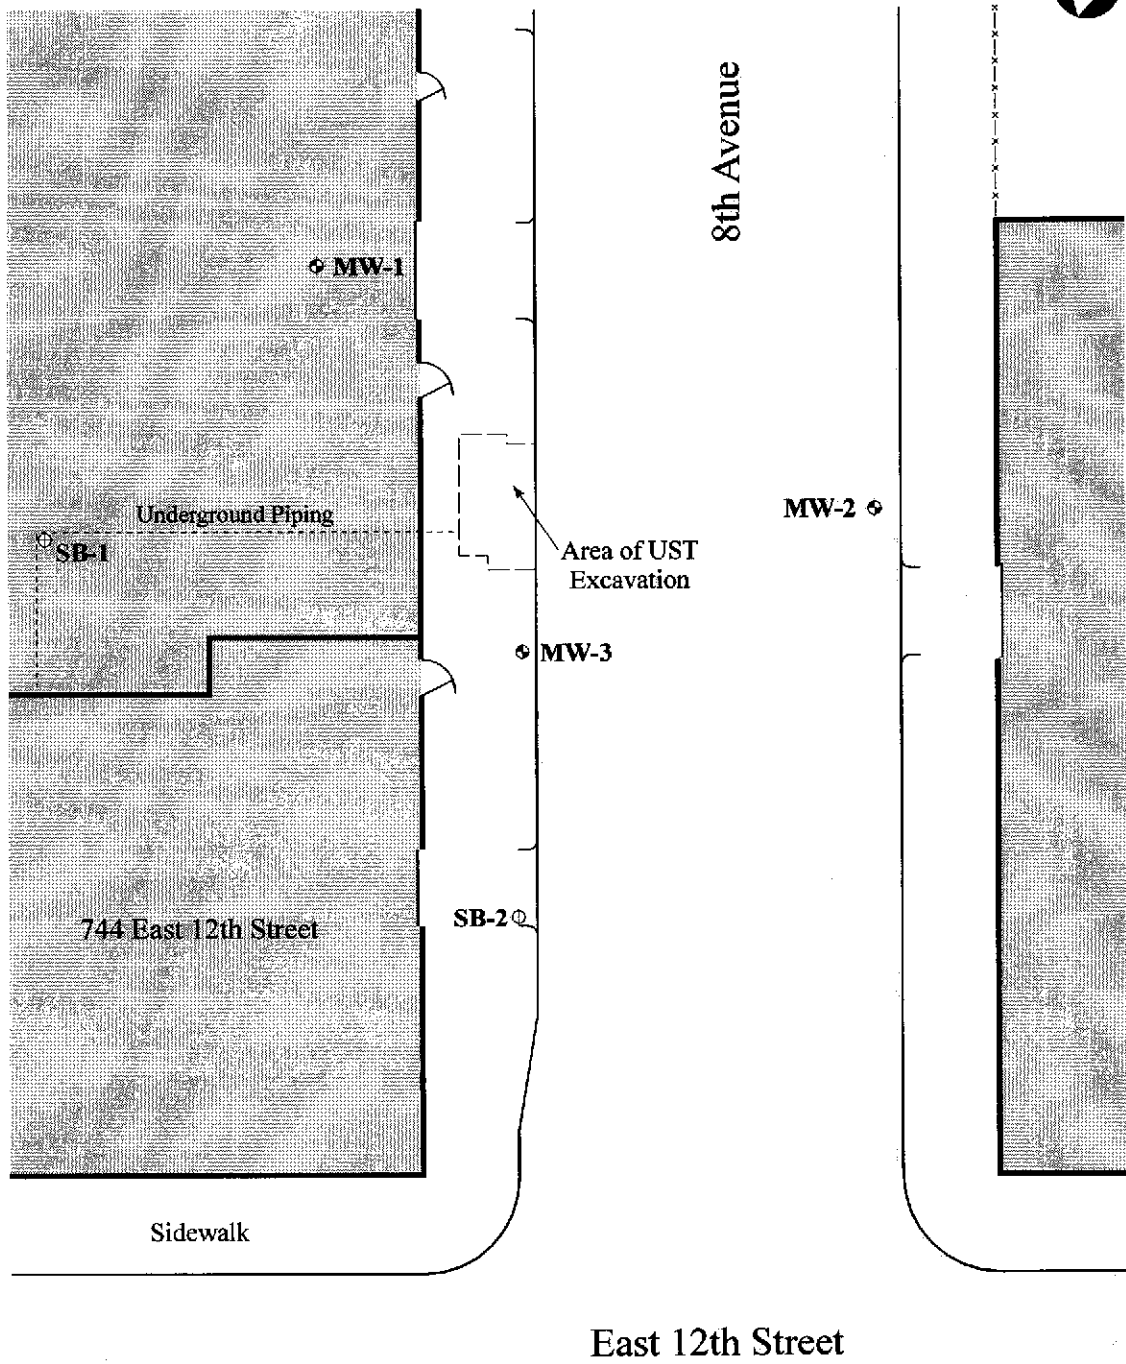 8th Avenue
MW-1
MW-2
Underground Piping
SB-1
Area of UST
Excavation
MW-3
SB-2
744 East 12th Street
Sidewalk
East 12th Street